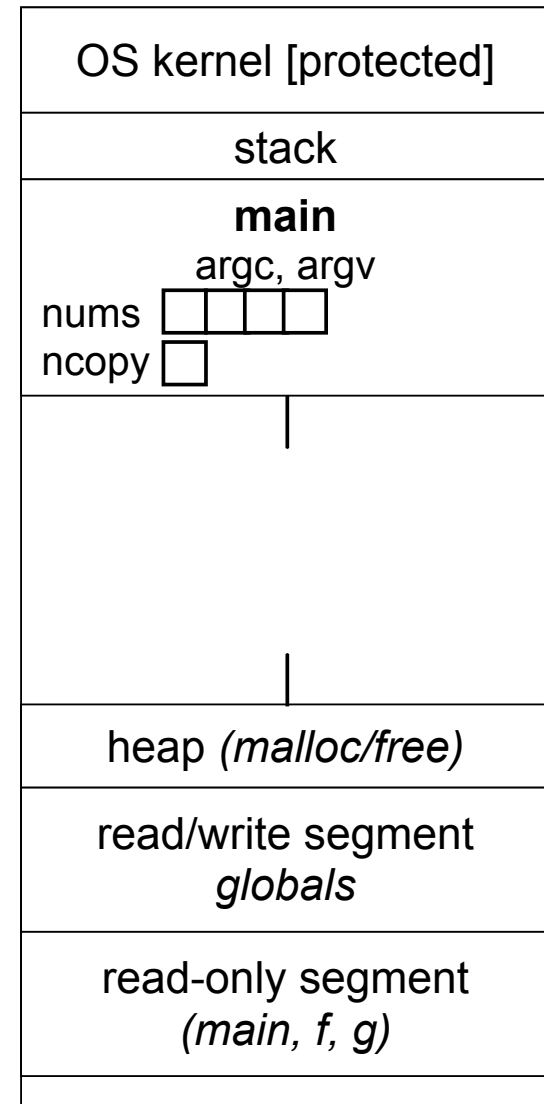 OS kernel [protected]
stack
main
argc, argv
nums
ncopy
heap (malloc/free)
read/write segment
globals
read-only segment
(main, f, g)